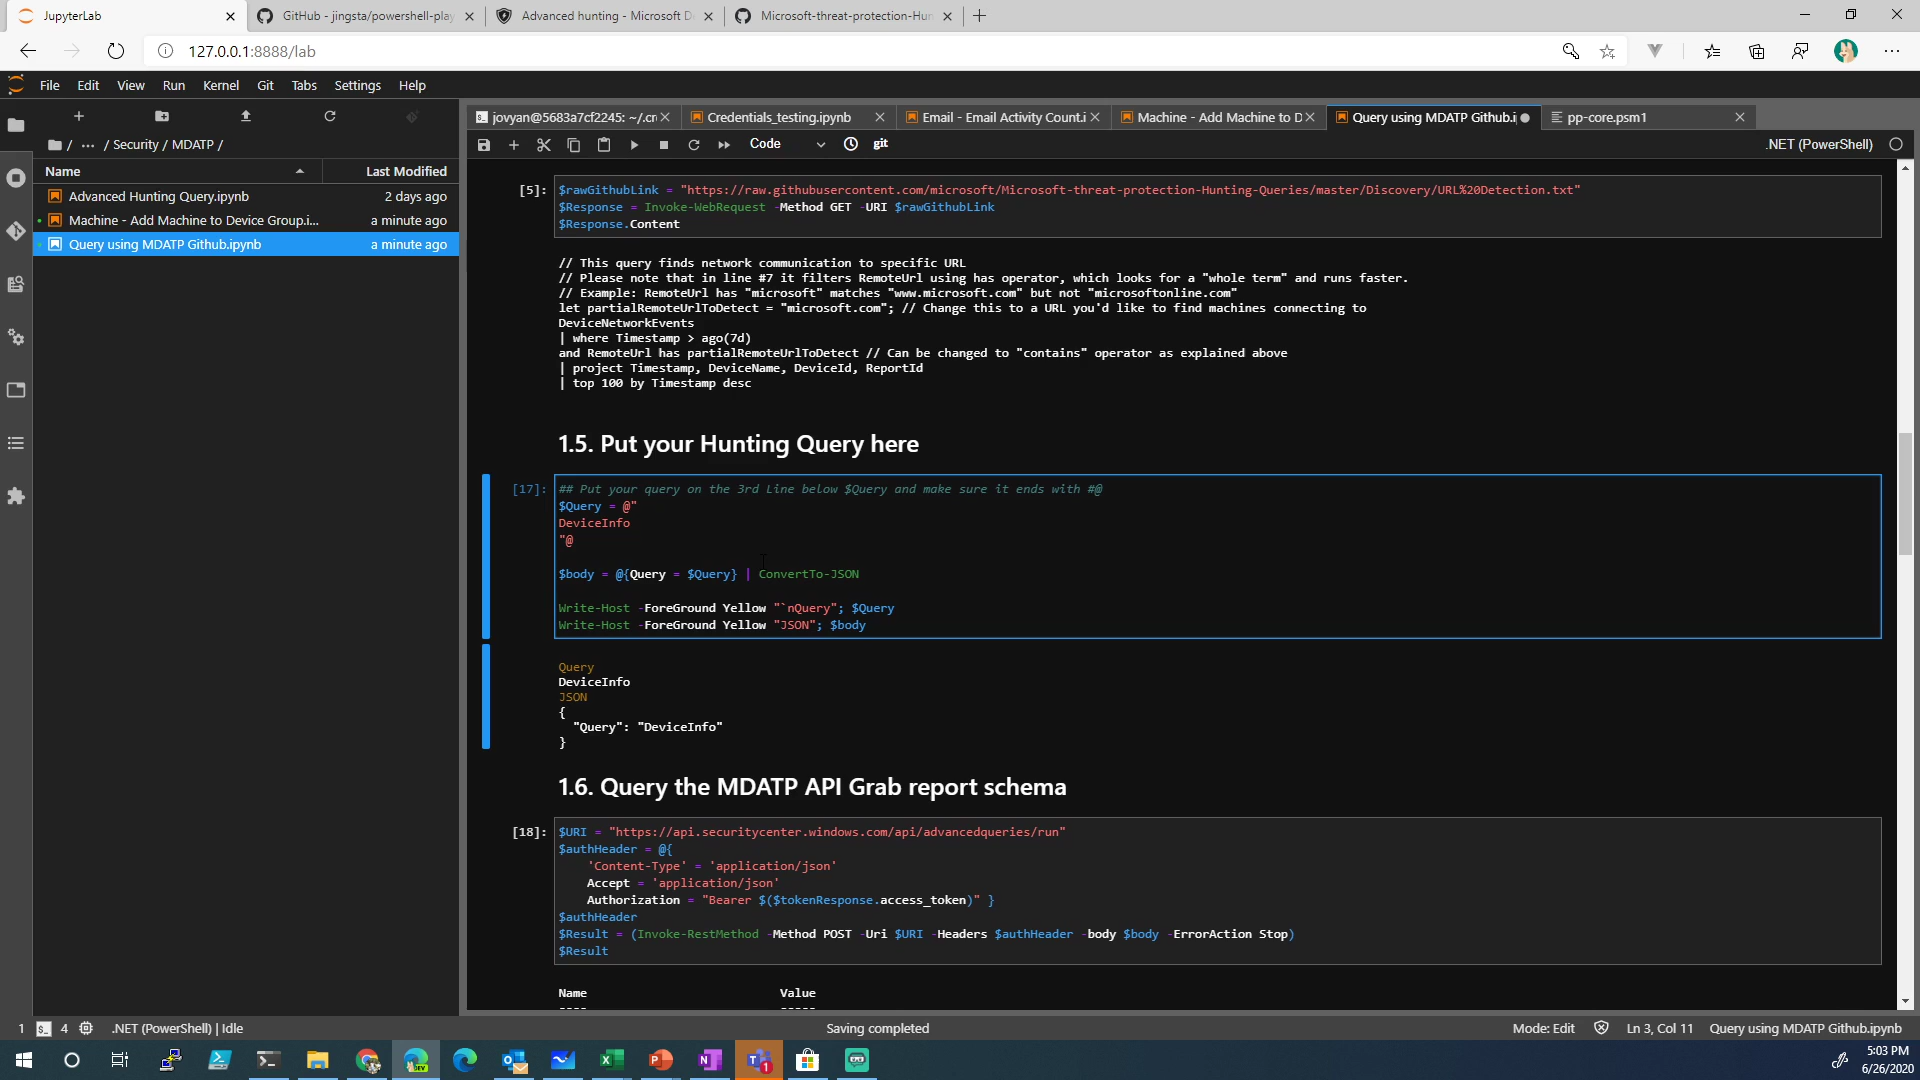 JupyterLab
GitHub - jingsta/powershell-play
Advanced hunting - Microsoft D
Microsoft-threat-protection-Hun
127.0.0.1:8888/lab
File Edit View Run Kernel Git Tabs Settings Help
/ ... / Security / MDATP /
Name Last Modified
Advanced Hunting Query.ipynb 2 days ago
Machine - Add Machine to Device Group.i... a minute ago
Query using MDATP Github.ipynb a minute ago
jovyan@5683a7cf2245: ~/.cr
Credentials_testing.ipynb
Email - Email Activity Count.i
Machine - Add Machine to D
Query using MDATP Github.i
pp-core.psm1
Code git .NET (PowerShell)
[5]: $rawGithubLink = "https://raw.githubusercontent.com/microsoft/Microsoft-threat-protection-Hunting-Queries/master/Discovery/URL%20Detection.txt"
$Response = Invoke-WebRequest -Method GET -URI $rawGithubLink
$Response.Content
// This query finds network communication to specific URL
// Please note that in line #7 it filters RemoteUrl using has operator, which looks for a "whole term" and runs faster.
// Example: RemoteUrl has "microsoft" matches "www.microsoft.com" but not "microsoftonline.com"
let partialRemoteUrlToDetect = "microsoft.com"; // Change this to a URL you'd like to find machines connecting to
DeviceNetworkEvents
| where Timestamp > ago(7d)
and RemoteUrl has partialRemoteUrlToDetect // Can be changed to "contains" operator as explained above
| project Timestamp, DeviceName, DeviceId, ReportId
| top 100 by Timestamp desc
1.5. Put your Hunting Query here
[17]: ## Put your query on the 3rd Line below $Query and make sure it ends with #@
$Query = @"
DeviceInfo
"@
$body = @{Query = $Query} | ConvertTo-JSON
Write-Host -ForeGround Yellow "`nQuery"; $Query
Write-Host -ForeGround Yellow "JSON"; $body
Query
DeviceInfo
JSON
{
"Query": "DeviceInfo"
}
1.6. Query the MDATP API Grab report schema
[18]: $URI = "https://api.securitycenter.windows.com/api/advancedqueries/run"
$authHeader = @{
'Content-Type' = 'application/json'
Accept = 'application/json'
Authorization = "Bearer $($tokenResponse.access_token)" }
$authHeader
$Result = (Invoke-RestMethod -Method POST -Uri $URI -Headers $authHeader -body $body -ErrorAction Stop)
$Result
Name Value
1 4 .NET (PowerShell) | Idle Saving completed Mode: Edit Ln 3, Col 11 Query using MDATP Github.ipynb
5:03 PM
6/26/2020